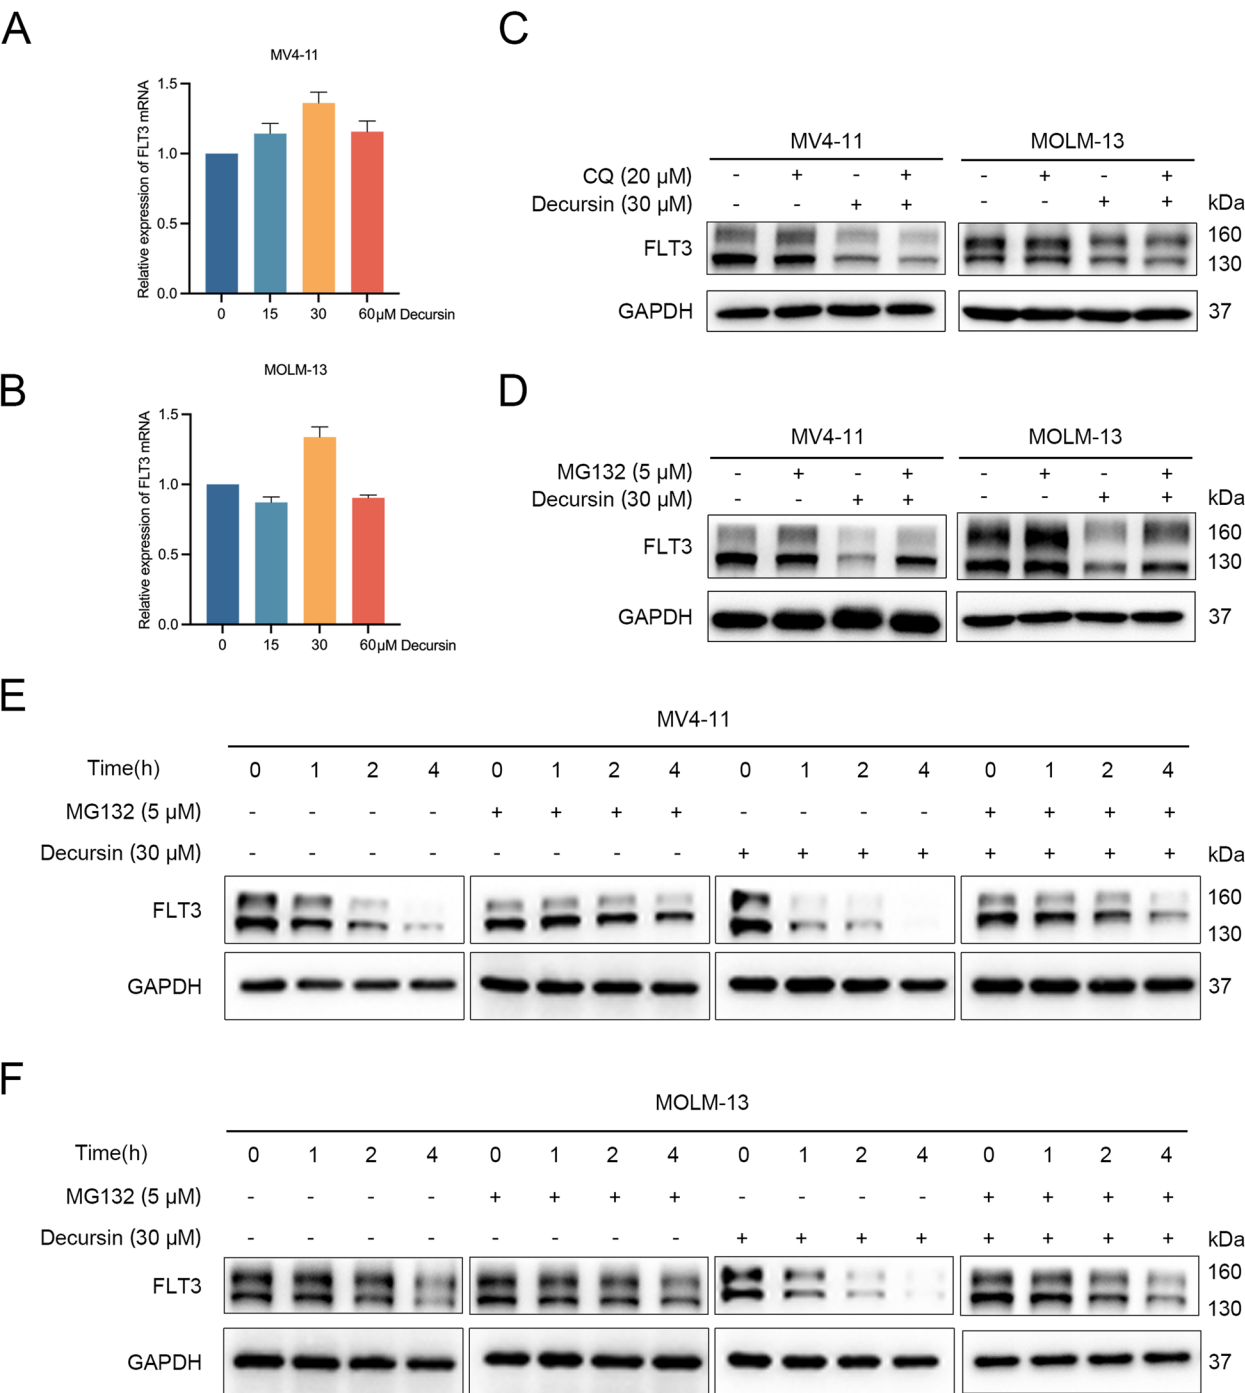 A
MV4-11
Relative expression of FLT3 mRNA
1.5
1.0
0.5
0.0
0 15 30 60μM Decursin
B
MOLM-13
Relative expression of FLT3 mRNA
1.5
1.0
0.5
0.0
0 15 30 60μM Decursin
C
MV4-11 MOLM-13
CQ (20 μM) - + - + - + - +
Decursin (30 μM) - - + + - - + + kDa
FLT3 160
130
GAPDH 37
D
MV4-11 MOLM-13
MG132 (5 μM) - + - + - + - +
Decursin (30 μM) - - + + - - + + kDa
FLT3 160
130
GAPDH 37
E
MV4-11
Time(h) 0 1 2 4 0 1 2 4 0 1 2 4 0 1 2 4
MG132 (5 μM) - - - - + + + + - - - - + + + +
Decursin (30 μM) - - - - - - - - + + + + + + + + kDa
FLT3 160
130
GAPDH 37
F
MOLM-13
Time(h) 0 1 2 4 0 1 2 4 0 1 2 4 0 1 2 4
MG132 (5 μM) - - - - + + + + - - - - + + + +
Decursin (30 μM) - - - - - - - - + + + + + + + + kDa
FLT3 160
130
GAPDH 37